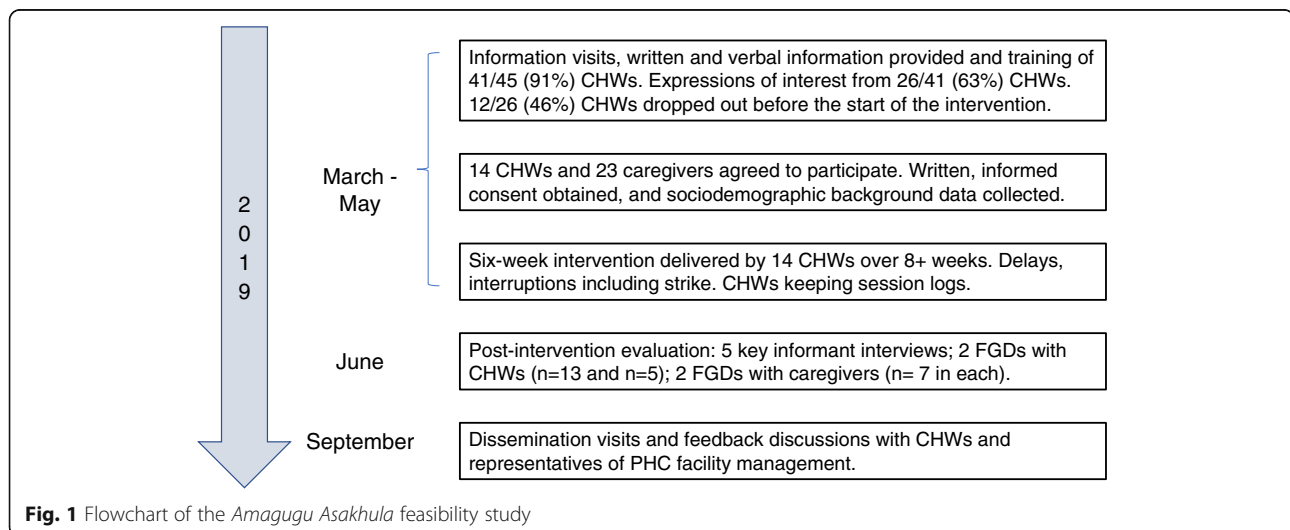 Information visits, written and verbal information provided and training of
41/45 (91%) CHWs. Expressions of interest from 26/41 (63%) CHWs.
12/26 (46%) CHWs dropped out before the start of the intervention.
March -
May
14 CHWs and 23 caregivers agreed to participate. Written, informed
consent obtained, and sociodemographic background data collected.
2
0
1
9
Six-week intervention delivered by 14 CHWs over 8+ weeks. Delays,
interruptions including strike. CHWs keeping session logs.
June
Post-intervention evaluation: 5 key informant interviews; 2 FGDs with
CHWs (n=13 and n=5); 2 FGDs with caregivers (n= 7 in each).
September
Dissemination visits and feedback discussions with CHWs and
representatives of PHC facility management.
Fig. 1 Flowchart of the Amagugu Asakhula feasibility study